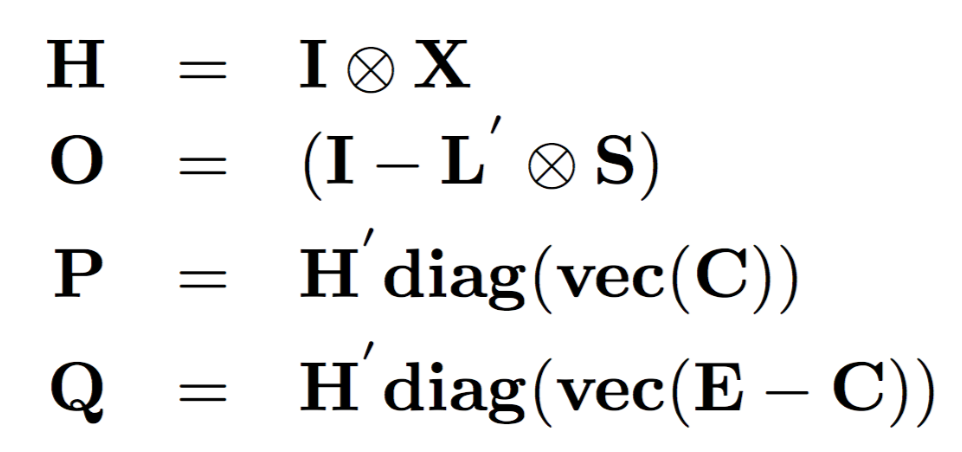 H = I ⊗ X
O = (I − L′ ⊗ S)
P = H′diag(vec(C))
Q = H′diag(vec(E − C))